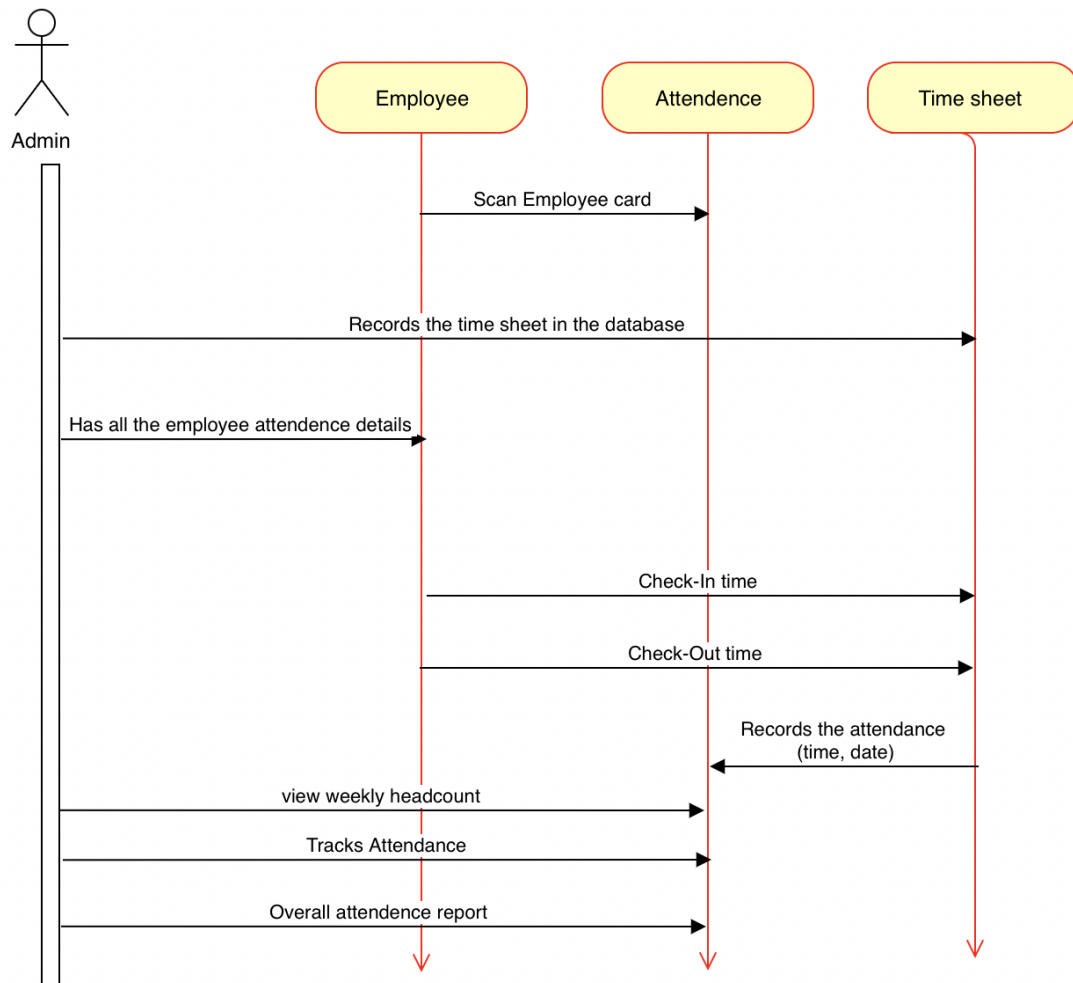 Employee
Attendence
Time sheet
Admin
Scan Employee card
Records the time sheet in the database
Has all the employee attendence details
Check-In time
Check-Out time
Records the attendance
(time, date)
view weekly headcount
Tracks Attendance
Overall attendence report